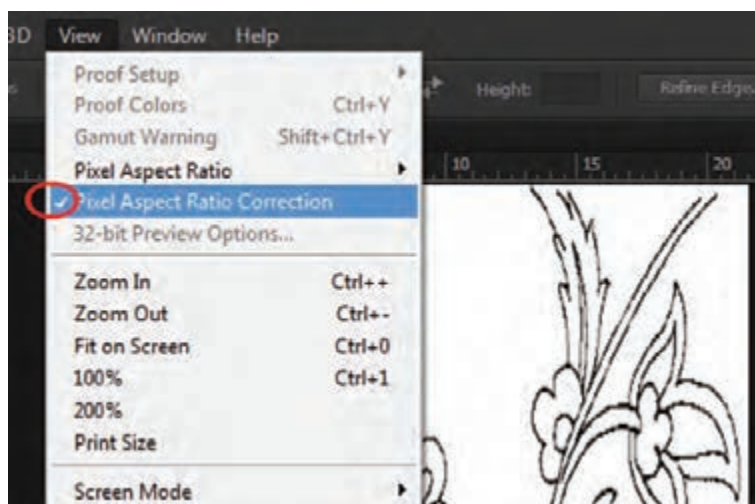 3D View Window Help
Proof Setup
Proof Colors Ctrl+Y
Gamut Warning Shift+Ctrl+Y
Pixel Aspect Ratio
Pixel Aspect Ratio Correction
32-bit Preview Options...
Zoom In Ctrl++
Zoom Out Ctrl+-
Fit on Screen Ctrl+0
100% Ctrl+1
200%
Print Size
Screen Mode
Height: Refine Edge
10 15 20